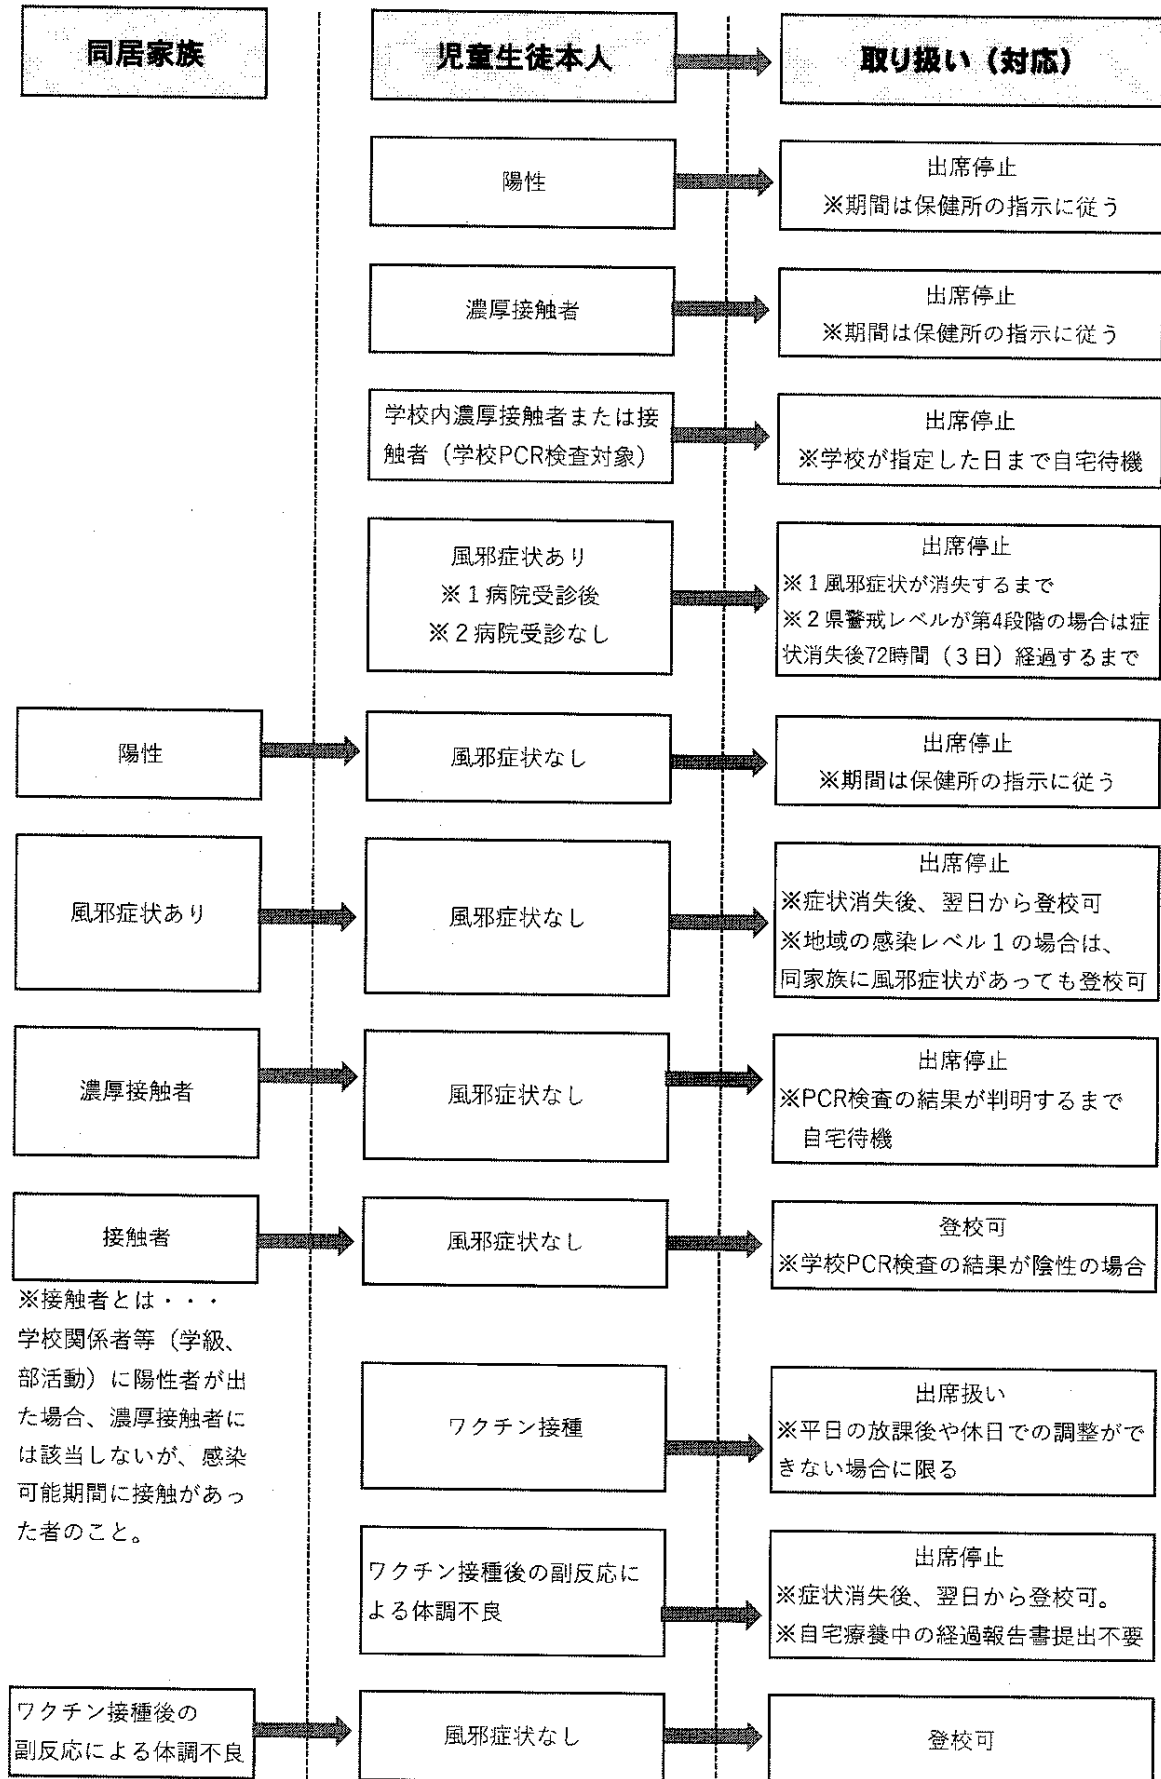 同居家族
児童生徒本人
取り扱い（対応）
陽性
出席停止
※期間は保健所の指示に従う
濃厚接触者
出席停止
※期間は保健所の指示に従う
学校内濃厚接触者または接
触者（学校PCR検査対象）
出席停止
※学校が指定した日まで自宅待機
風邪症状あり
※１病院受診後
※２病院受診なし
出席停止
※１風邪症状が消失するまで
※２県警戒レベルが第4段階の場合は症
状消失後72時間（３日）経過するまで
陽性
風邪症状なし
出席停止
※期間は保健所の指示に従う
風邪症状あり
風邪症状なし
出席停止
※症状消失後、翌日から登校可
※地域の感染レベル１の場合は、
同家族に風邪症状があっても登校可
濃厚接触者
風邪症状なし
出席停止
※PCR検査の結果が判明するまで
自宅待機
接触者
風邪症状なし
登校可
※学校PCR検査の結果が陰性の場合
※接触者とは・・・
学校関係者等（学級、
部活動）に陽性者が出
た場合、濃厚接触者に
は該当しないが、感染
可能期間に接触があっ
た者のこと。
ワクチン接種
出席扱い
※平日の放課後や休日での調整がで
きない場合に限る
ワクチン接種後の副反応に
よる体調不良
出席停止
※症状消失後、翌日から登校可。
※自宅療養中の経過報告書提出不要
ワクチン接種後の
副反応による体調不良
風邪症状なし
登校可